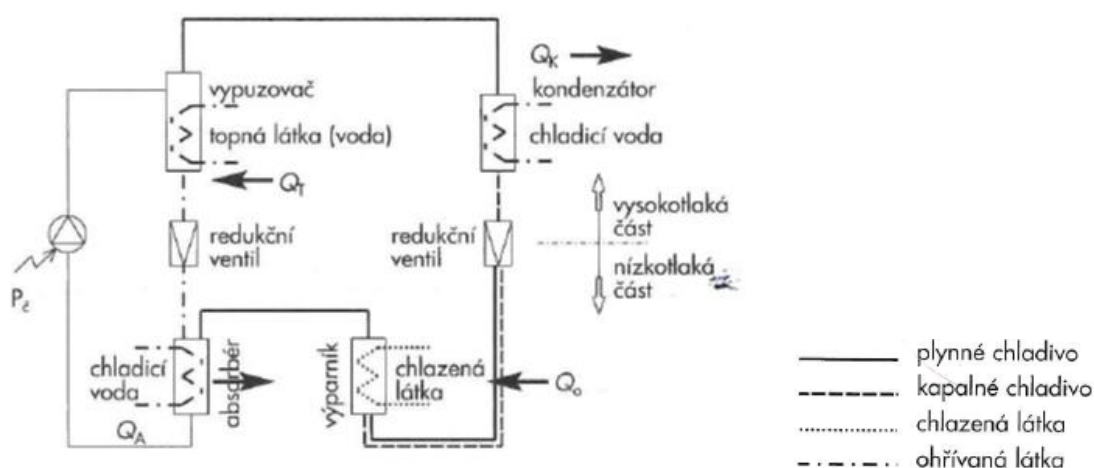 Q_K
vypuzovač
kondenzátor
topná látka (voda)
chladicí voda
Q_T
vysokotlaká
část
redukční
ventil
redukční
ventil
nízkotlaká
část
P_č
chladicí
voda
absorbér
výparník
chlazená
látka
Q_o
Q_A
plynné chladivo
kapalné chladivo
chlazená látka
ohřívaná látka